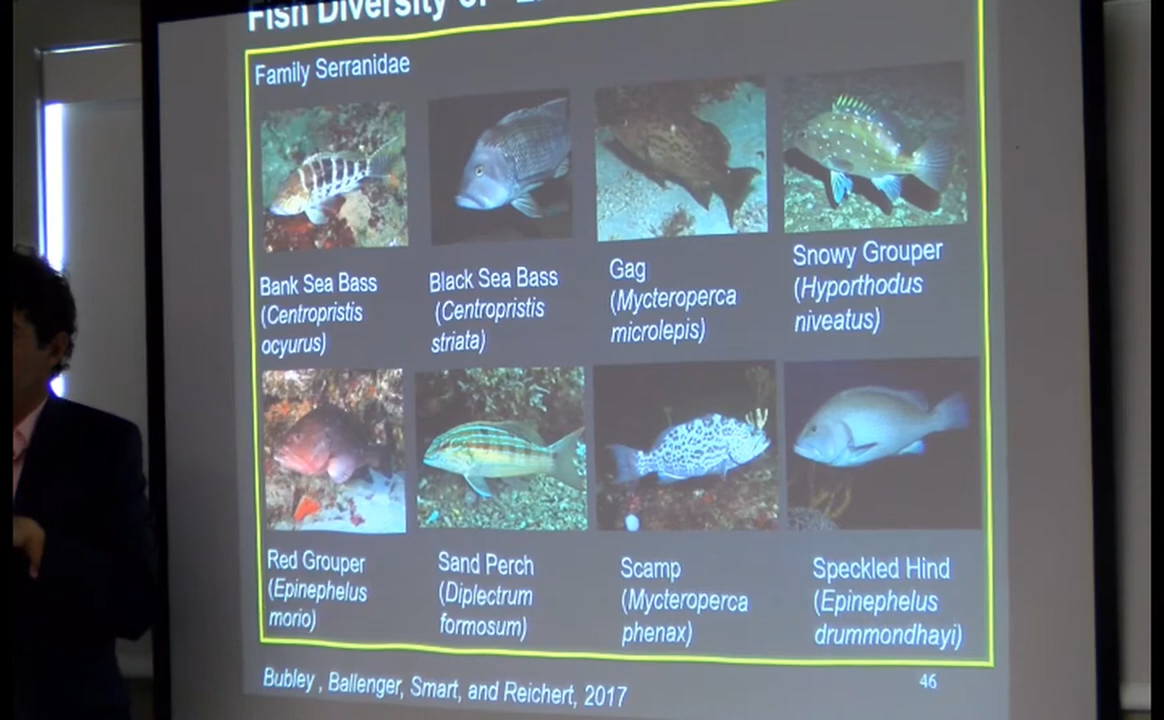 Fish Diversity of
Family Serranidae
Bank Sea Bass
(Centropristis
ocyurus)
Black Sea Bass
(Centropristis
striata)
Gag
(Mycteroperca
microlepis)
Snowy Grouper
(Hyporthodus
niveatus)
Red Grouper
(Epinephelus
morio)
Sand Perch
(Diplectrum
formosum)
Scamp
(Mycteroperca
phenax)
Speckled Hind
(Epinephelus
drummondhayi)
Bubley , Ballenger, Smart, and Reichert, 2017
46